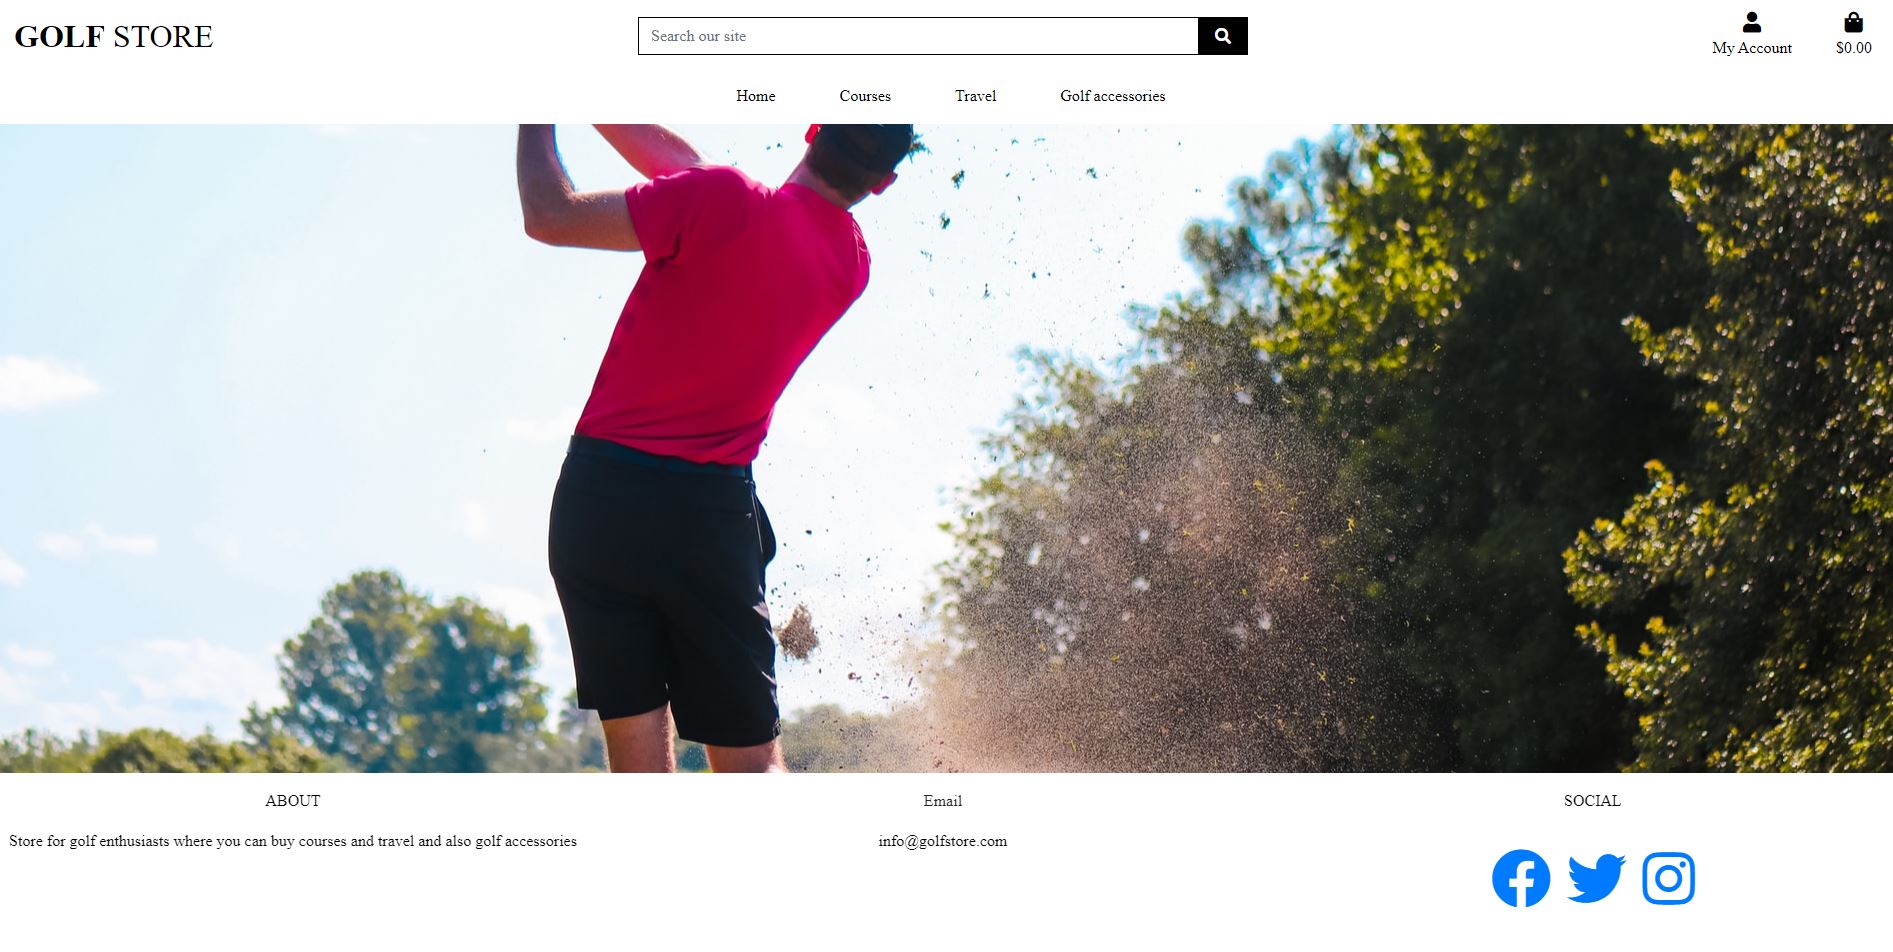 GOLF STORE
Search our site
My Account
$0.00
Home
Courses
Travel
Golf accessories
ABOUT
Store for golf enthusiasts where you can buy courses and travel and also golf accessories
Email
info@golfstore.com
SOCIAL